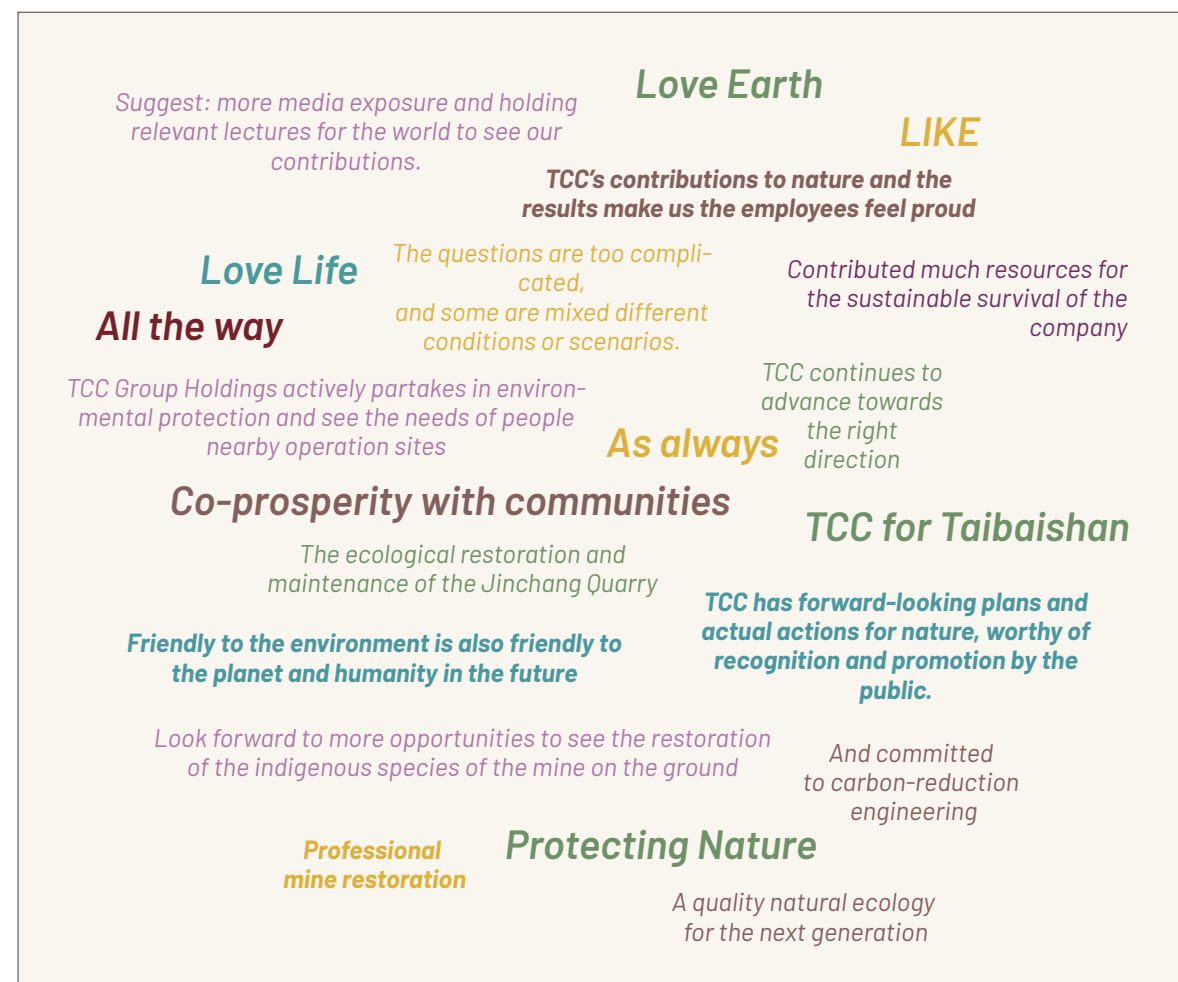 Love Earth
Suggest: more media exposure and holding
relevant lectures for the world to see our
contributions.
LIKE
TCC’s contributions to nature and the
results make us the employees feel proud
Love Life
The questions are too compli-
cated,
and some are mixed different
conditions or scenarios.
Contributed much resources for
the sustainable survival of the
company
All the way
TCC Group Holdings actively partakes in environ-
mental protection and see the needs of people
nearby operation sites
TCC continues to
advance towards
the right
direction
As always
Co-prosperity with communities
TCC for Taibaishan
The ecological restoration and
maintenance of the Jinchang Quarry
TCC has forward-looking plans and
actual actions for nature, worthy of
recognition and promotion by the
public.
Friendly to the environment is also friendly to
the planet and humanity in the future
Look forward to more opportunities to see the restoration
of the indigenous species of the mine on the ground
And committed
to carbon-reduction
engineering
Professional
mine restoration
Protecting Nature
A quality natural ecology
for the next generation